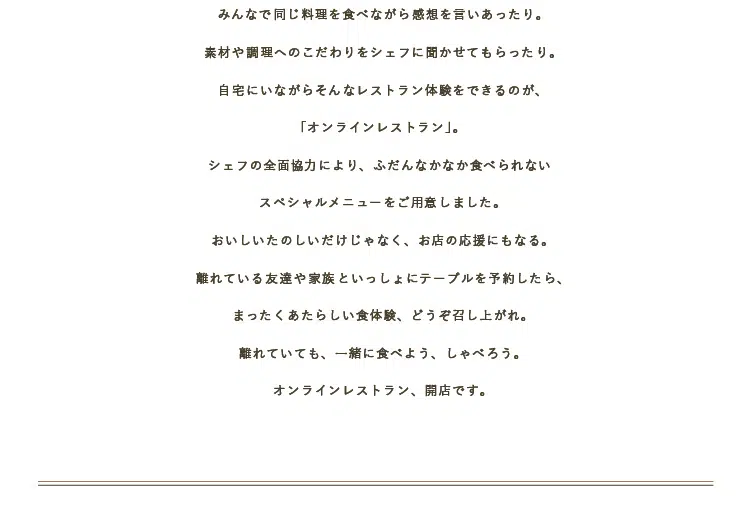 みんなで同じ料理を食べながら感想を言いあったり。
素材や調理へのこだわりをシェフに聞かせてもらったり。
自宅にいながらそんなレストラン体験をできるのが、
「オンラインレストラン」。
シェフの全面協力により、ふだんなかなか食べられない
スペシャルメニューをご用意しました。
おいしいたのしいだけじゃなく、お店の応援にもなる。
離れている友達や家族といっしょにテーブルを予約したら、
まったくあたらしい食体験、どうぞ召し上がれ。
離れていても、一緒に食べよう、しゃべろう。
オンラインレストラン、開店です。